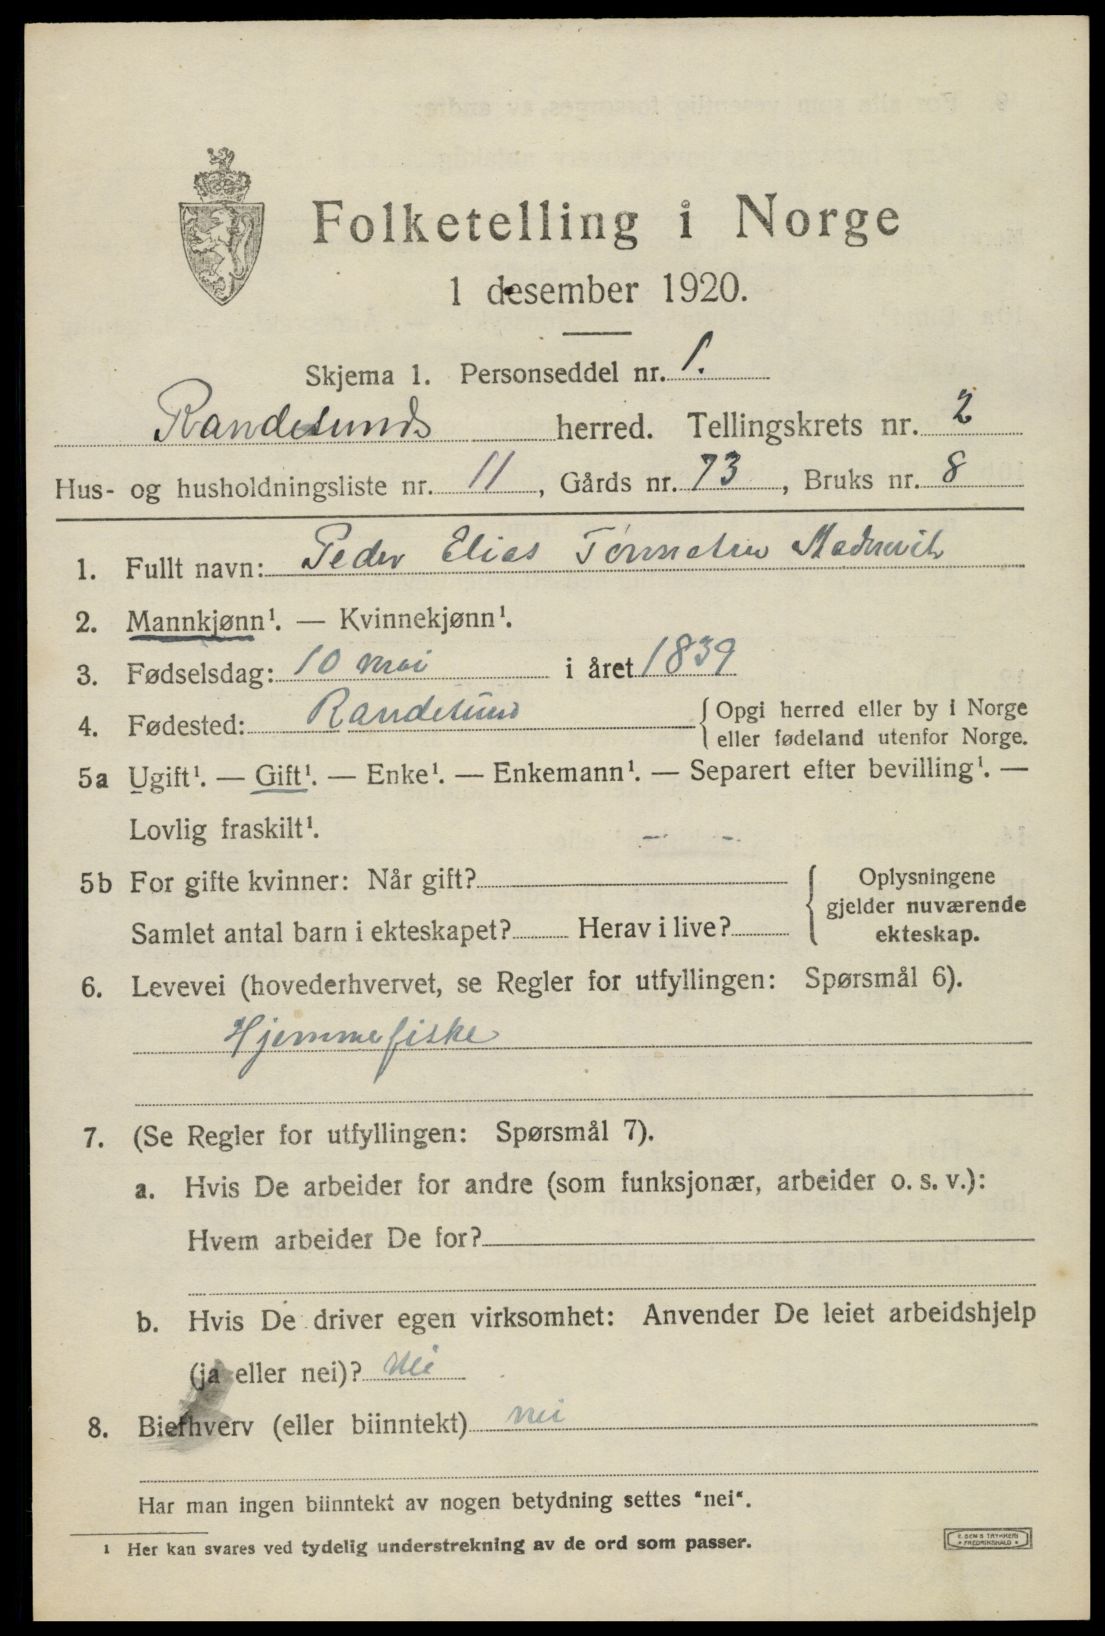 Folketelling i Norge
1 desember 1920.
Skjema 1. Personseddel nr. 1.
Randesunds herred. Tellingskrets nr. 2
Hus- og husholdningsliste nr. 11, Gårds nr. 73, Bruks nr. 8
1. Fullt navn: Peder Elias
2. Mannkjønn¹. — Kvinnekjønn¹.
3. Fødselsdag: 10 mai i året 1839
4. Fødested: Randesund { Opgi herred eller by i Norge
eller fødeland utenfor Norge.
5a Ugift¹. — Gift¹. — Enke¹. — Enkemann¹. — Separert efter bevilling¹. —
Lovlig fraskilt¹.
5b For gifte kvinner: Når gift? { Oplysningene
gjelder nuværende
Samlet antal barn i ekteskapet? Herav i live?
ekteskap.
6. Levevei (hovederhvervet, se Regler for utfyllingen: Spørsmål 6).
Hjemmefiske
7. (Se Regler for utfyllingen: Spørsmål 7).
a. Hvis De arbeider for andre (som funksjonær, arbeider o. s. v.):
Hvem arbeider De for?
b. Hvis De driver egen virksomhet: Anvender De leiet arbeidshjelp
(ja eller nei)? Nei
8. Bierhverv (eller biinntekt) nei
Har man ingen biinntekt av nogen betydning settes "nei".
¹ Her kan svares ved tydelig understrekning av de ord som passer.
E. SEM'S TRYKKERI
* FREDRIKSHALD *